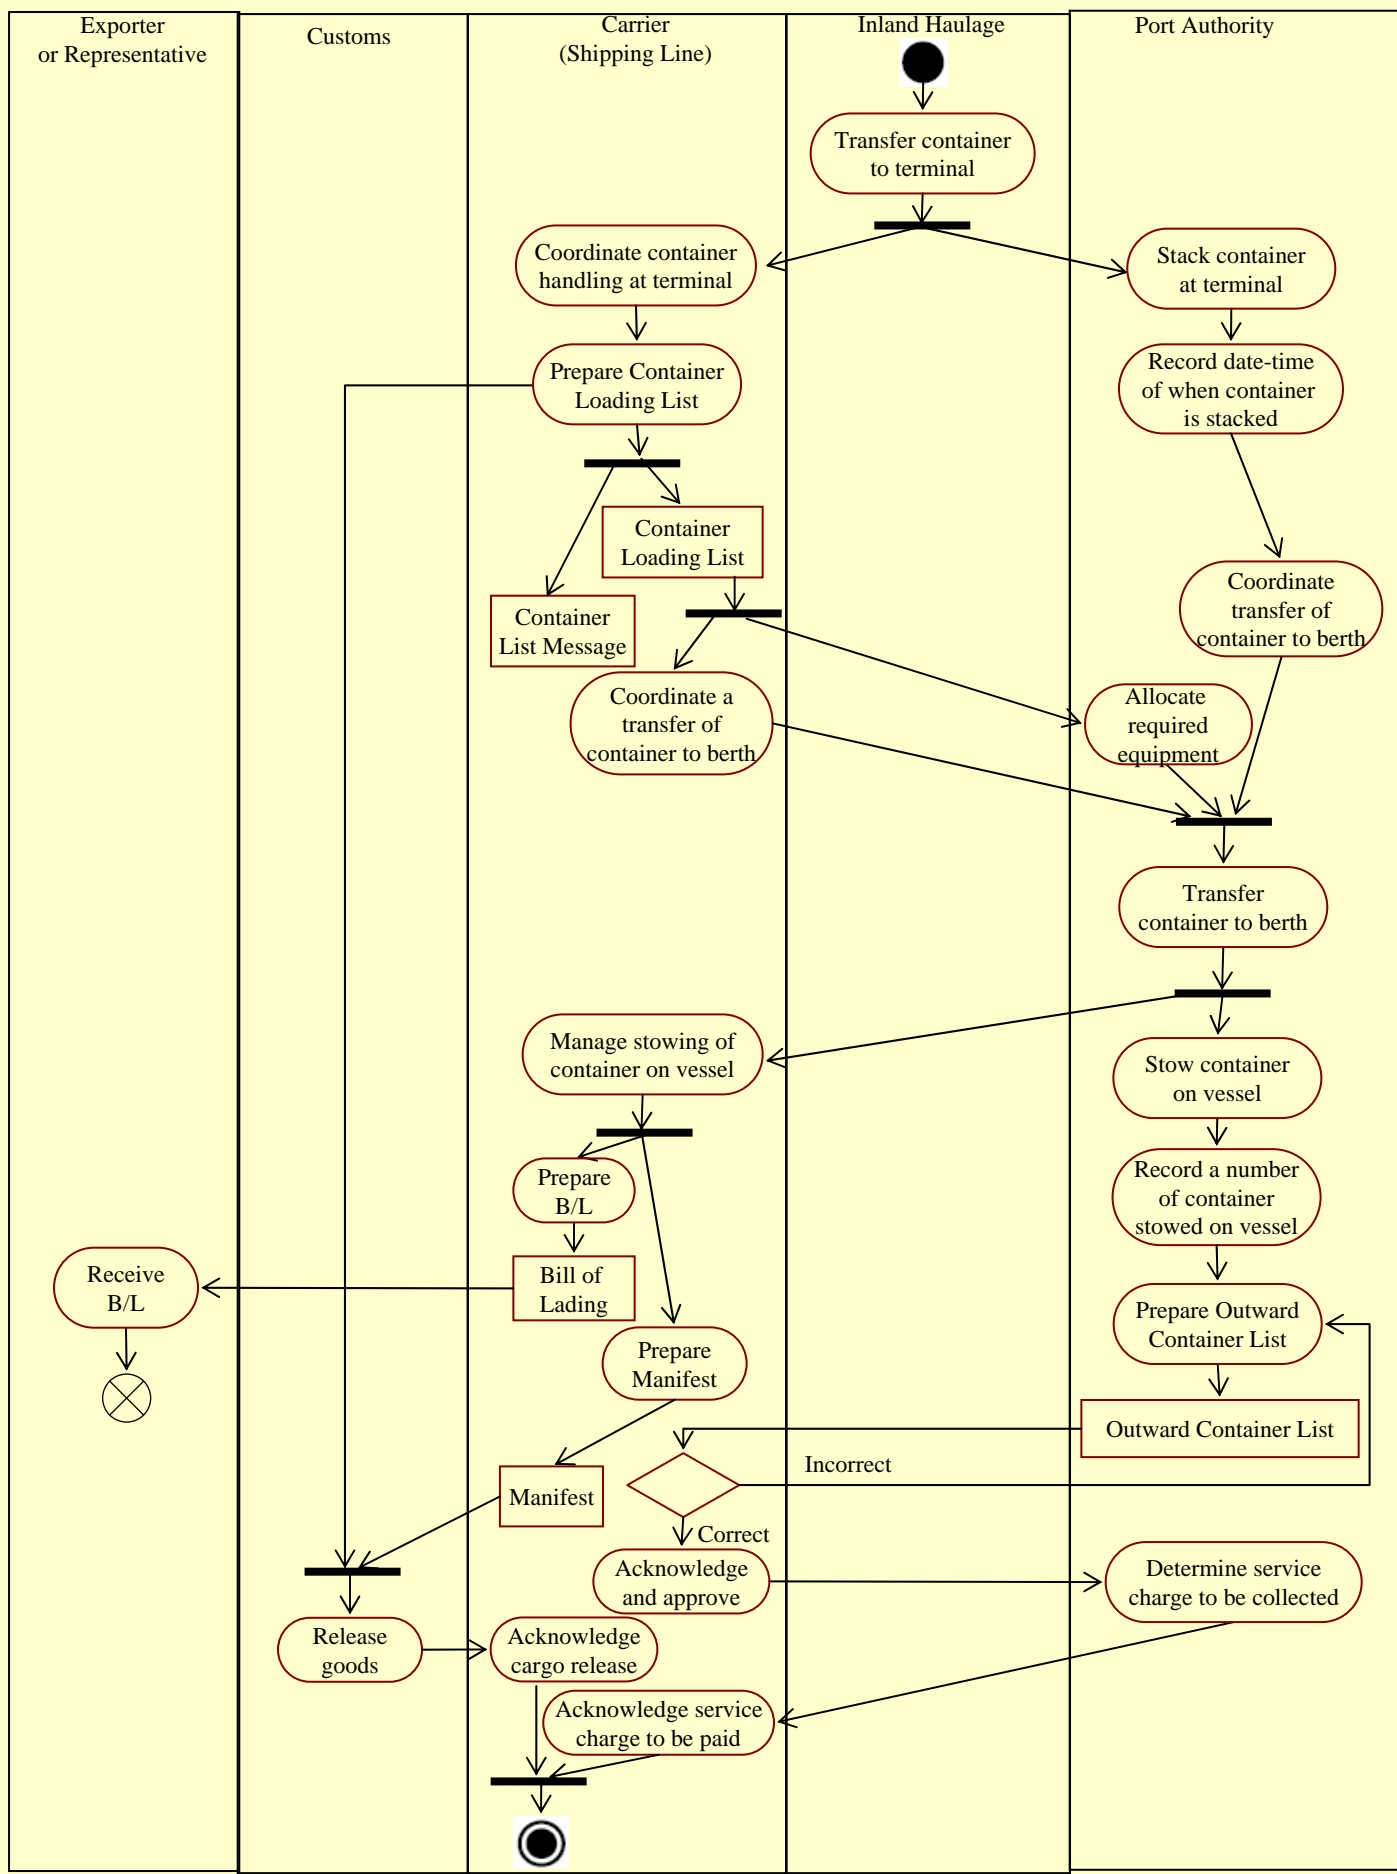 Exporter
or Representative
Customs
Carrier
(Shipping Line)
Inland Haulage
Port Authority
Transfer container
to terminal
Coordinate container
handling at terminal
Stack container
at terminal
Prepare Container
Loading List
Record date-time
of when container
is stacked
Container
Loading List
Container
List Message
Coordinate
transfer of
container to berth
Coordinate a
transfer of
container to berth
Allocate
required
equipment
Transfer
container to berth
Manage stowing of
container on vessel
Stow container
on vessel
Prepare
B/L
Record a number
of container
stowed on vessel
Receive
B/L
Bill of
Lading
Prepare Outward
Container List
Prepare
Manifest
Outward Container List
Incorrect
Manifest
Correct
Acknowledge
and approve
Determine service
charge to be collected
Release
goods
Acknowledge
cargo release
Acknowledge service
charge to be paid